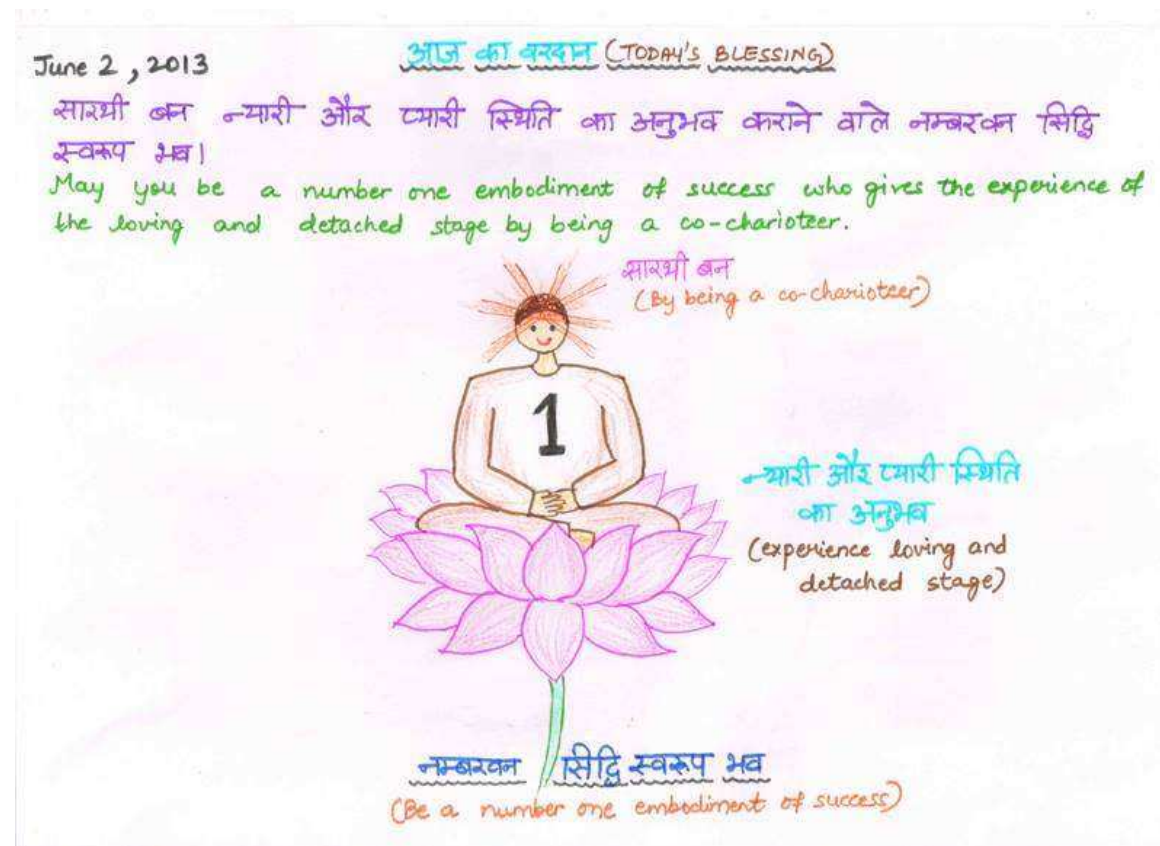 June 2, 2013
आज का वरदान (TODAY'S BLESSING)
सारथी बन न्यारी और प्यारी स्थिति का अनुभव कराने वाले नम्बरवन सिद्धि
स्वरूप भव।
May you be a number one embodiment of success who gives the experience of
the loving and detached stage by being a co-charioteer.
सारथी बन
(By being a co-charioteer)
1
न्यारी और प्यारी स्थिति
का अनुभव
(experience loving and
detached stage)
नम्बरवन सिद्धि स्वरूप भव
(Be a number one embodiment of success)